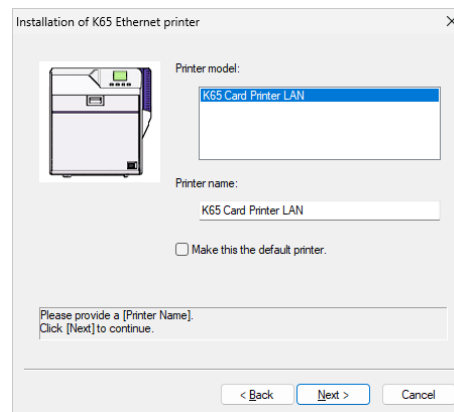 Installation of K65 Ethernet printer
Printer model:
K65 Card Printer LAN
Printer name:
K65 Card Printer LAN
Make this the default printer.
Please provide a [Printer Name].
Click [Next] to continue.
< Back
Next >
Cancel